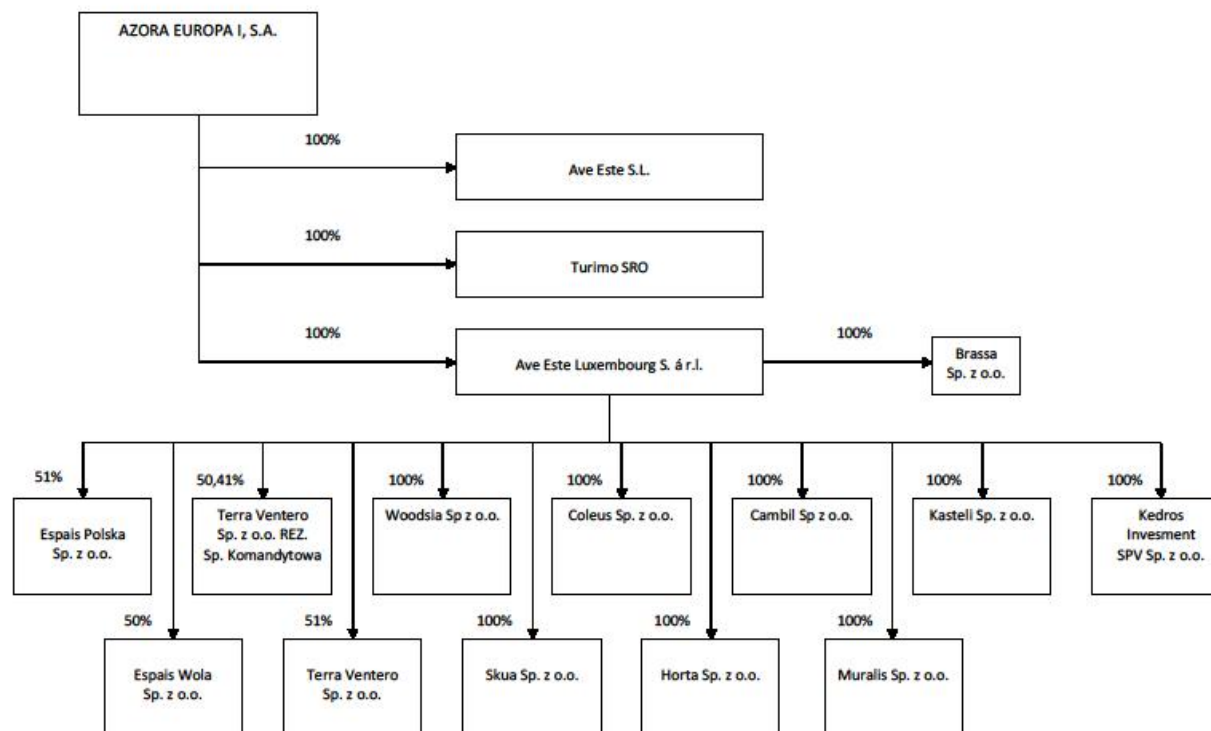 AZORA EUROPA I, S.A.
100%
Ave Este S.L.
100%
Turimo SRO
100%
Ave Este Luxembourg S. á r.l.
100%
Brassa
Sp. z o.o.
51%
Espais Polska
Sp. z o.o.
50,41%
Terra Ventero
Sp. z o.o. REZ.
Sp. Komandytowa
100%
Woodsia Sp z o.o.
100%
Coleus Sp. z o.o.
100%
Cambil Sp z o.o.
100%
Kasteli Sp. z o.o.
100%
Kedros
Invesment
SPV Sp. z o.o.
50%
Espais Wola
Sp. z o.o.
51%
Terra Ventero
Sp. z o.o.
100%
Skua Sp. z o.o.
100%
Horta Sp. z o.o.
100%
Muralis Sp. z o.o.